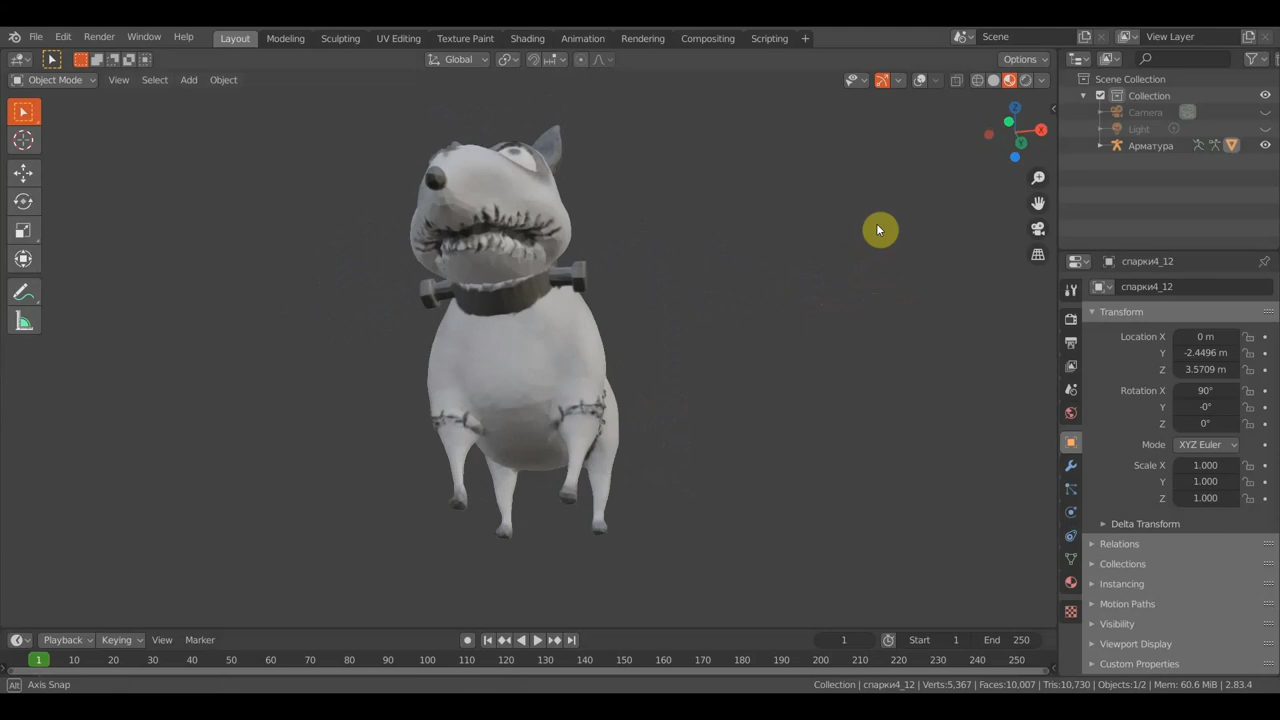 File Edit Render Window Help Layout Modeling Sculpting UV Editing Texture Paint Shading Animation Rendering Compositing Scripting + Scene View Layer
Global Options
Object Mode View Select Add Object
Scene Collection
Collection
Camera
Light
Арматура
X
Y
Z
спарки4_12
спарки4_12
Transform
Location X 0 m
Y -2.4496 m
Z 3.5709 m
Rotation X 90°
Y -0°
Z 0°
Mode XYZ Euler
Scale X 1.000
Y 1.000
Z 1.000
Delta Transform
Relations
Collections
Instancing
Motion Paths
Visibility
Viewport Display
Custom Properties
Playback Keying View Marker 1 Start 1 End 250
1 10 20 30 40 50 60 70 80 90 100 110 120 130 140 150 160 170 180 190 200 210 220 230 240 250
Alt Axis Snap Collection | спарки4_12 | Verts:5,367 | Faces:10,007 | Tris:10,730 | Objects:1/2 | Mem: 60.6 MiB | 2.83.4